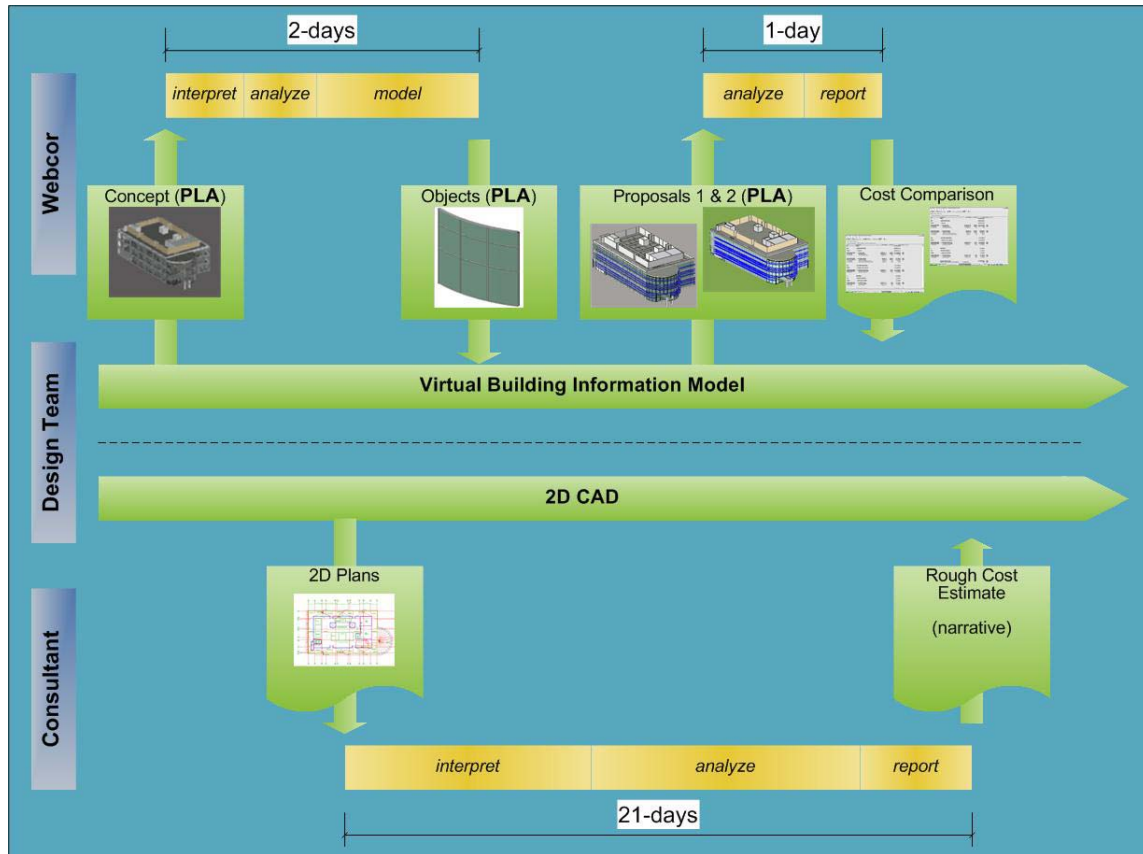 2-days
1-day
interpret
analyze
model
analyze
report
Webcor
Concept (PLA)
Objects (PLA)
Proposals 1 & 2 (PLA)
Cost Comparison
Design Team
Virtual Building Information Model
2D CAD
Consultant
2D Plans
Rough Cost
Estimate
(narrative)
interpret
analyze
report
21-days